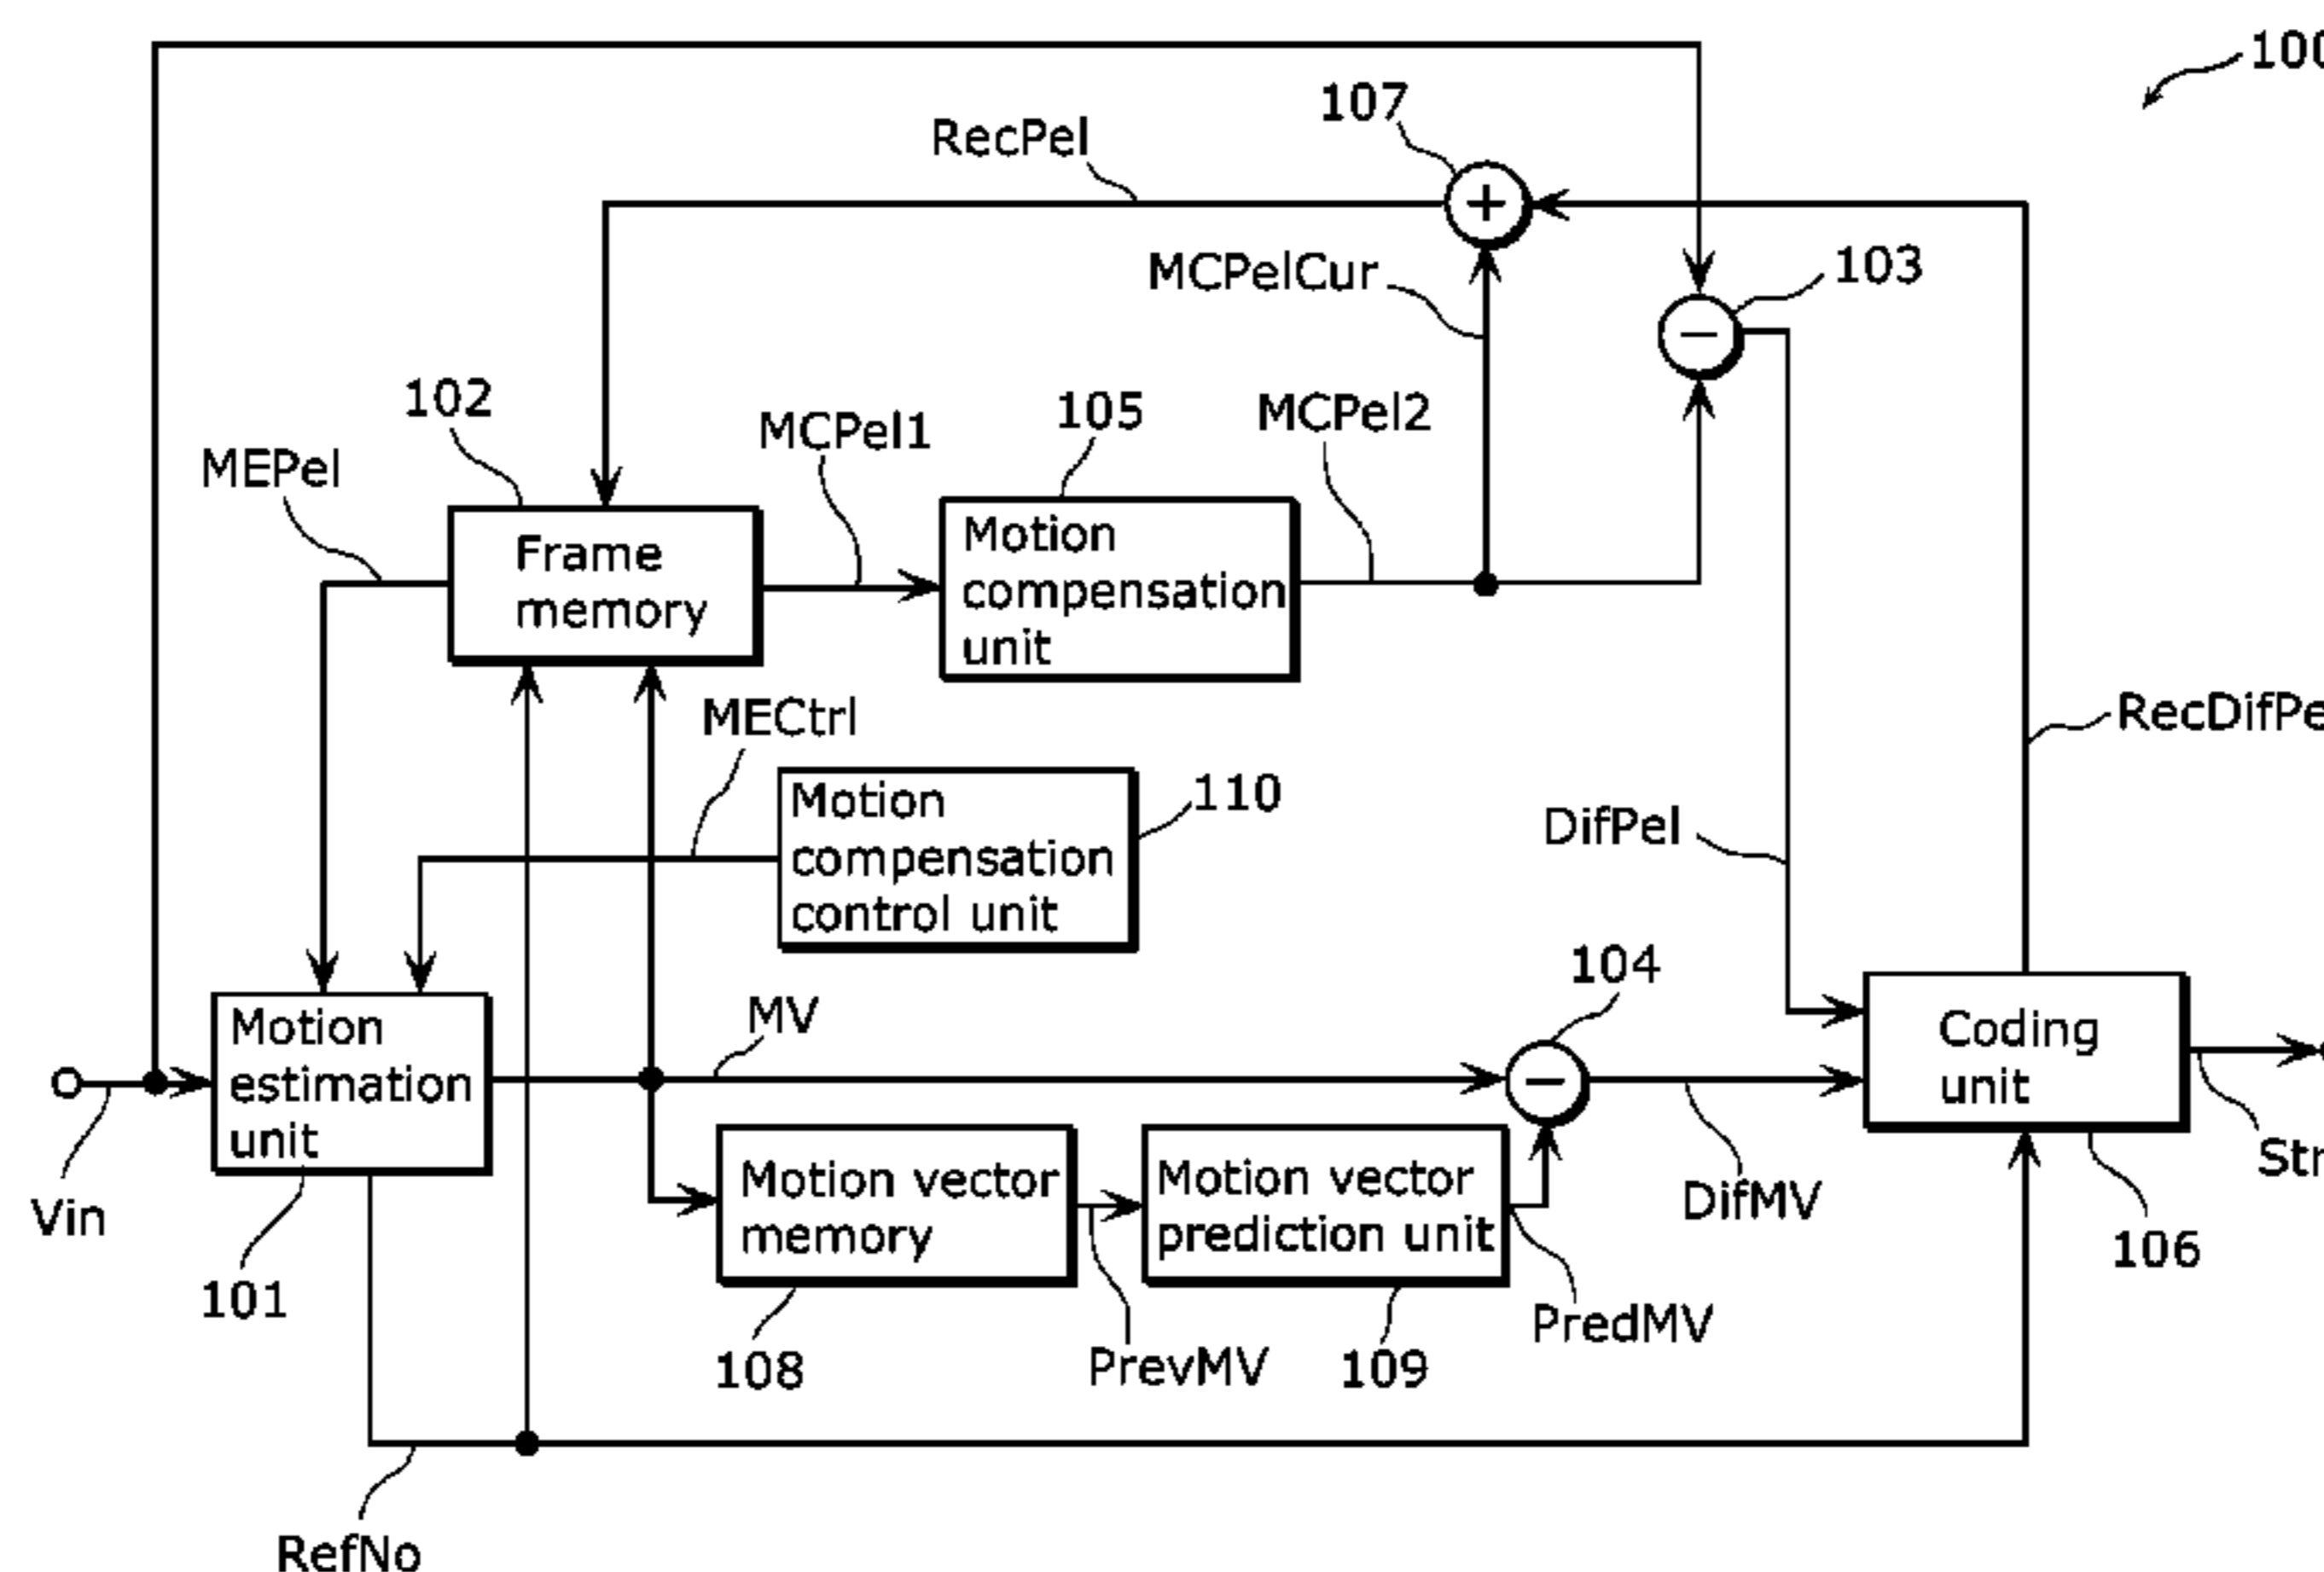 100
107
RecPel
103
MCPelCur
102
105
MCPel2
MCPel1
MEPel
Frame
memory
Motion
compensation
unit
MECtrl
RecDifPe
110
Motion
compensation
control unit
DifPel
104
MV
Motion
estimation
unit
Coding
unit
Motion vector
memory
Motion vector
prediction unit
Str
Vin
DifMV
106
101
PredMV
108
PrevMV
109
RefNo